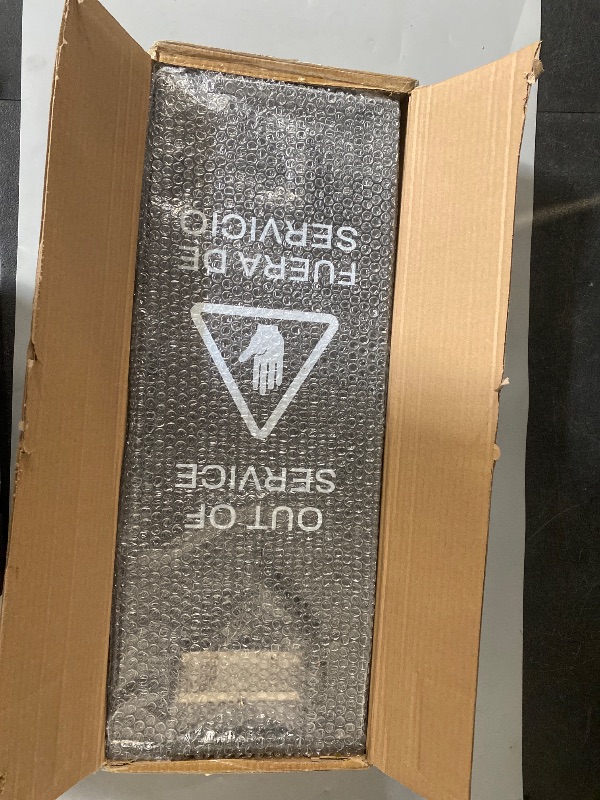 OUT OF
SERVICE
FUERA DE
SERVICIO